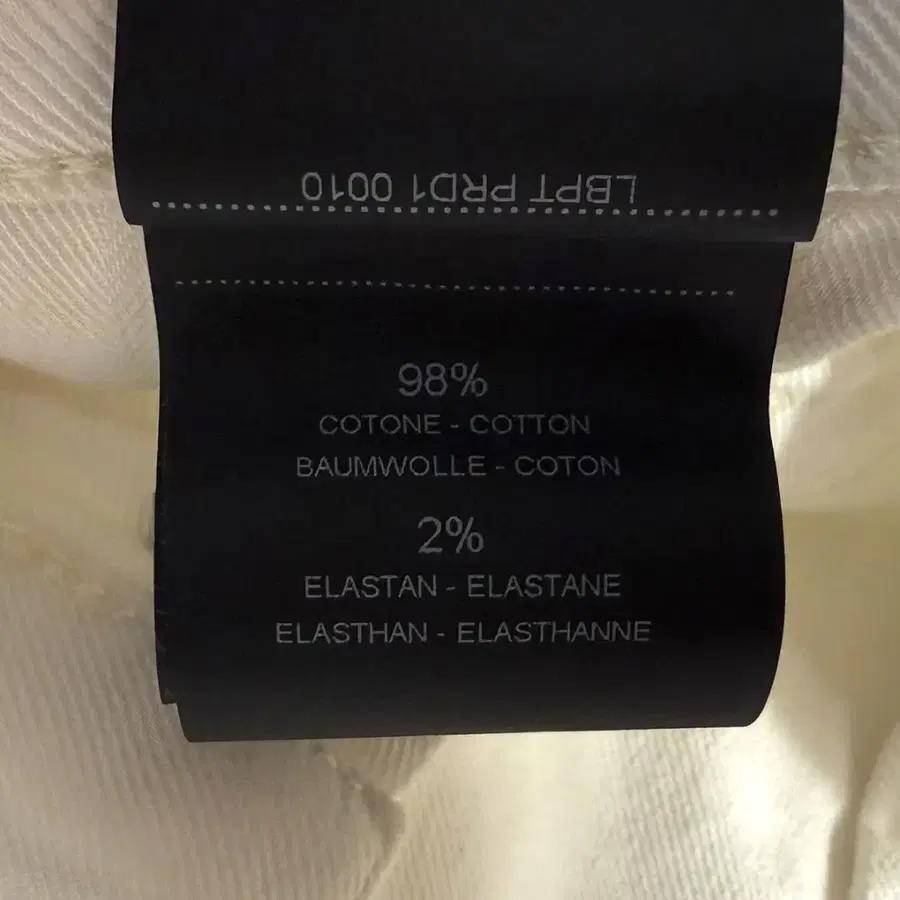 LBPT PRD1 0010
98%
COTONE - COTTON
BAUMWOLLE - COTON
2%
ELASTAN - ELASTANE
ELASTHAN - ELASTHANNE